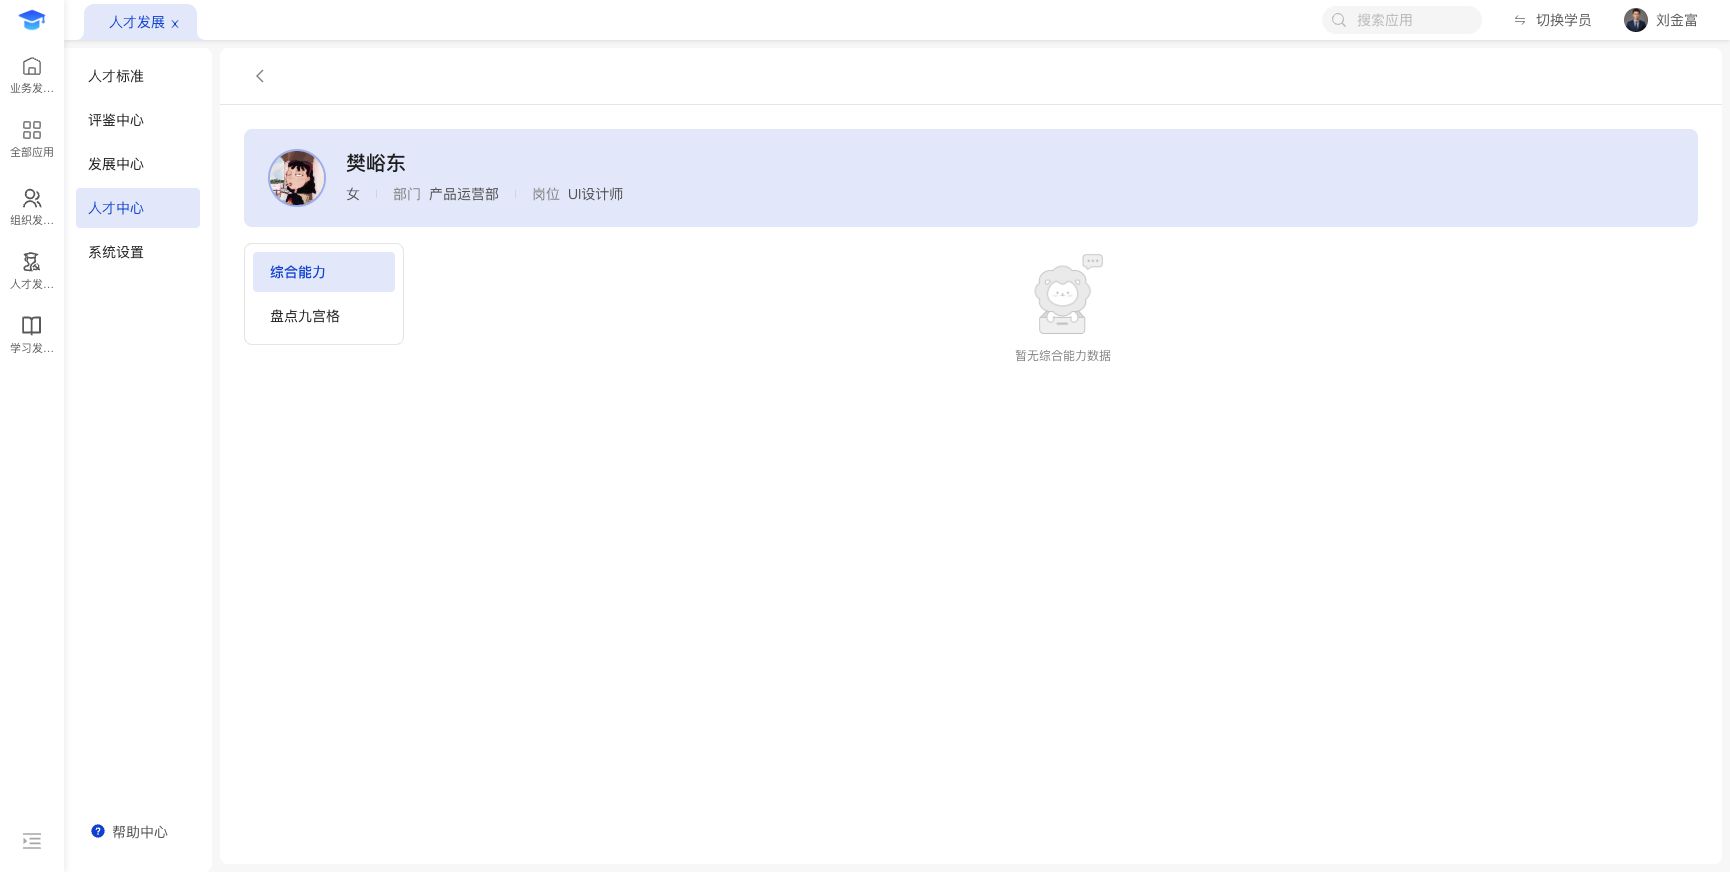 人才发展 x
搜索应用
切换学员
刘金富
业务发...
全部应用
组织发...
人才发...
学习发...
人才标准
评鉴中心
发展中心
人才中心
系统设置
帮助中心
樊峪东
女 部门 产品运营部 岗位 UI设计师
综合能力
盘点九宫格
暂无综合能力数据